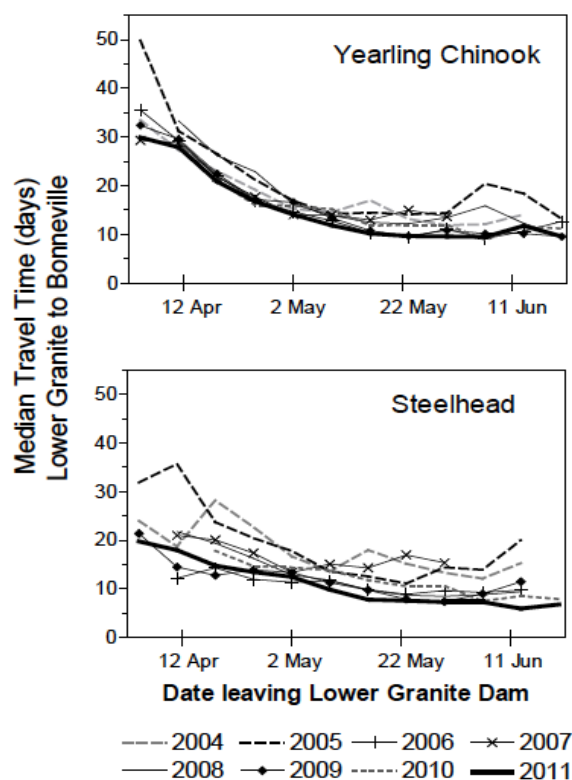 Median Travel Time (days)
Lower Granite to Bonneville
Yearling Chinook
50
40
30
20
10
0
12 Apr 2 May 22 May 11 Jun
Steelhead
50
40
30
20
10
0
12 Apr 2 May 22 May 11 Jun
Date leaving Lower Granite Dam
2004 2005 2006 2007
2008 2009 2010 2011